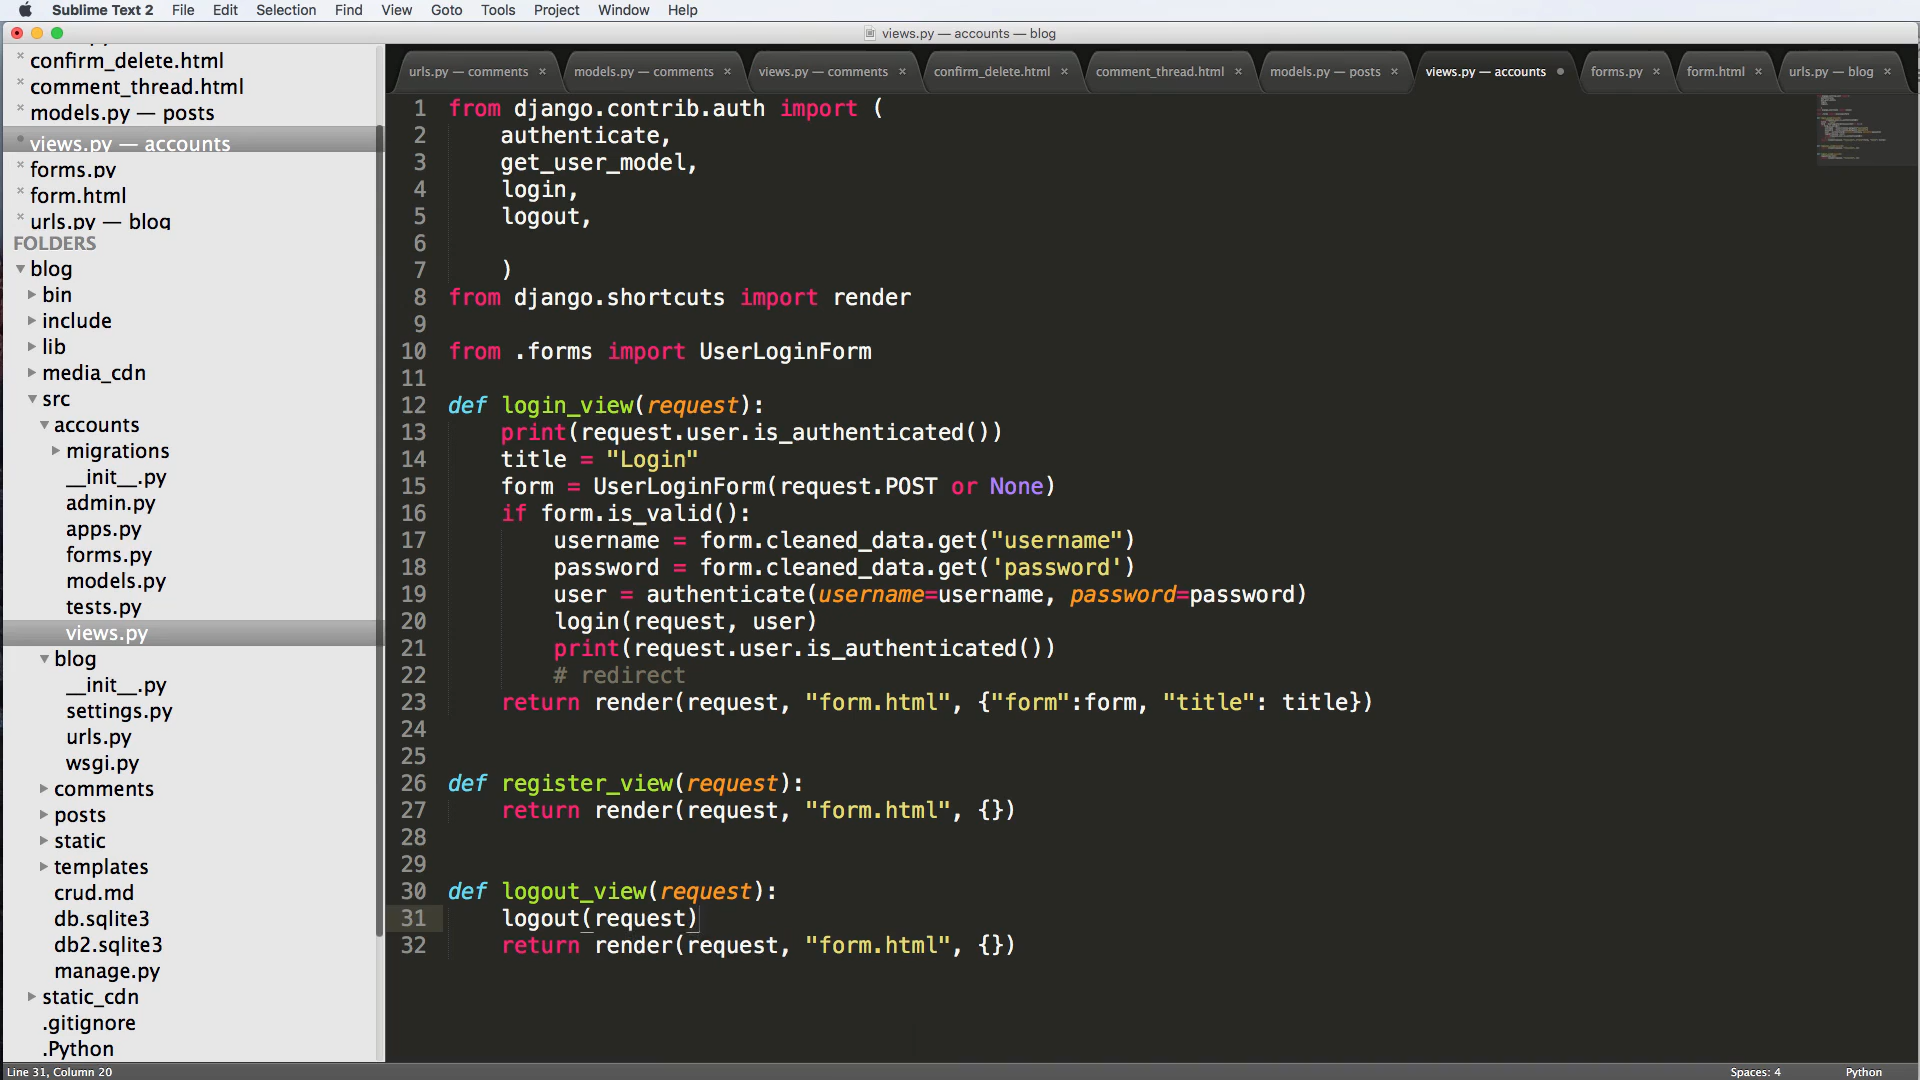 Sublime Text 2 File Edit Selection Find View Goto Tools Project Window Help
views.py — accounts — blog
confirm_delete.html
comment_thread.html
models.py — posts
views.py — accounts
forms.py
form.html
urls.py — blog
FOLDERS
blog
bin
include
lib
media_cdn
src
accounts
migrations
__init__.py
admin.py
apps.py
forms.py
models.py
tests.py
views.py
blog
__init__.py
settings.py
urls.py
wsgi.py
comments
posts
static
templates
crud.md
db.sqlite3
db2.sqlite3
manage.py
static_cdn
.gitignore
.Python
urls.py — comments models.py — comments views.py — comments confirm_delete.html comment_thread.html models.py — posts views.py — accounts forms.py form.html urls.py — blog
1 from django.contrib.auth import (
2     authenticate,
3     get_user_model,
4     login,
5     logout,
6
7     )
8 from django.shortcuts import render
9
10 from .forms import UserLoginForm
11
12 def login_view(request):
13     print(request.user.is_authenticated())
14     title = "Login"
15     form = UserLoginForm(request.POST or None)
16     if form.is_valid():
17         username = form.cleaned_data.get("username")
18         password = form.cleaned_data.get('password')
19         user = authenticate(username=username, password=password)
20         login(request, user)
21         print(request.user.is_authenticated())
22         # redirect
23     return render(request, "form.html", {"form":form, "title": title})
24
25
26 def register_view(request):
27     return render(request, "form.html", {})
28
29
30 def logout_view(request):
31     logout(request)
32     return render(request, "form.html", {})
Line 31, Column 20 Spaces: 4 Python